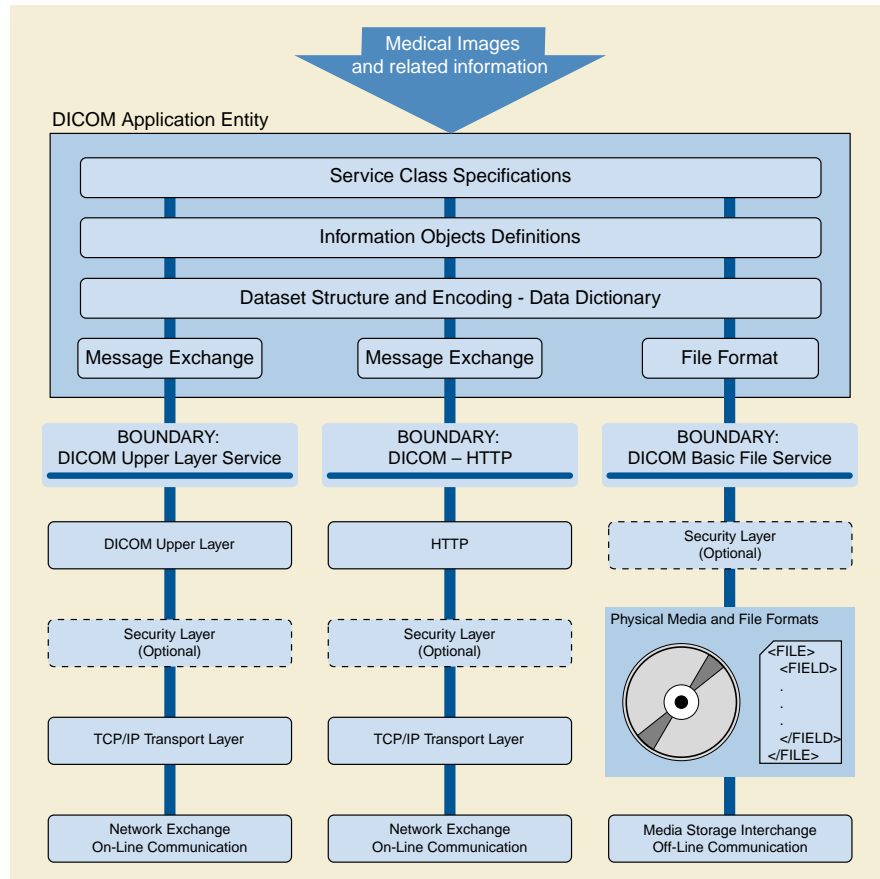 Medical Images
and related information
DICOM Application Entity
Service Class Specifications
Information Objects Definitions
Dataset Structure and Encoding - Data Dictionary
Message Exchange
Message Exchange
File Format
BOUNDARY:
DICOM Upper Layer Service
BOUNDARY:
DICOM – HTTP
BOUNDARY:
DICOM Basic File Service
DICOM Upper Layer
HTTP
Security Layer
(Optional)
Security Layer
(Optional)
Security Layer
(Optional)
Physical Media and File Formats
<FILE>
<FIELD>
.
.
.
</FIELD>
</FILE>
TCP/IP Transport Layer
TCP/IP Transport Layer
Network Exchange
On-Line Communication
Network Exchange
On-Line Communication
Media Storage Interchange
Off-Line Communication